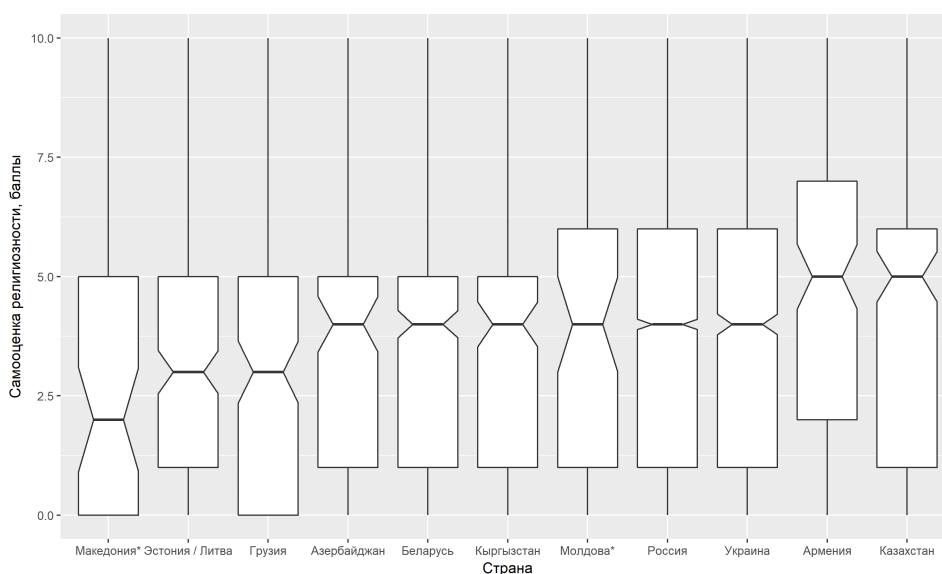 10.0
7.5
5.0
2.5
0.0
Самооценка религиозности, баллы
Македония* Эстония / Литва Грузия Азербайджан Беларусь Кыргызстан Молдова* Россия Украина Армения Казахстан
Страна